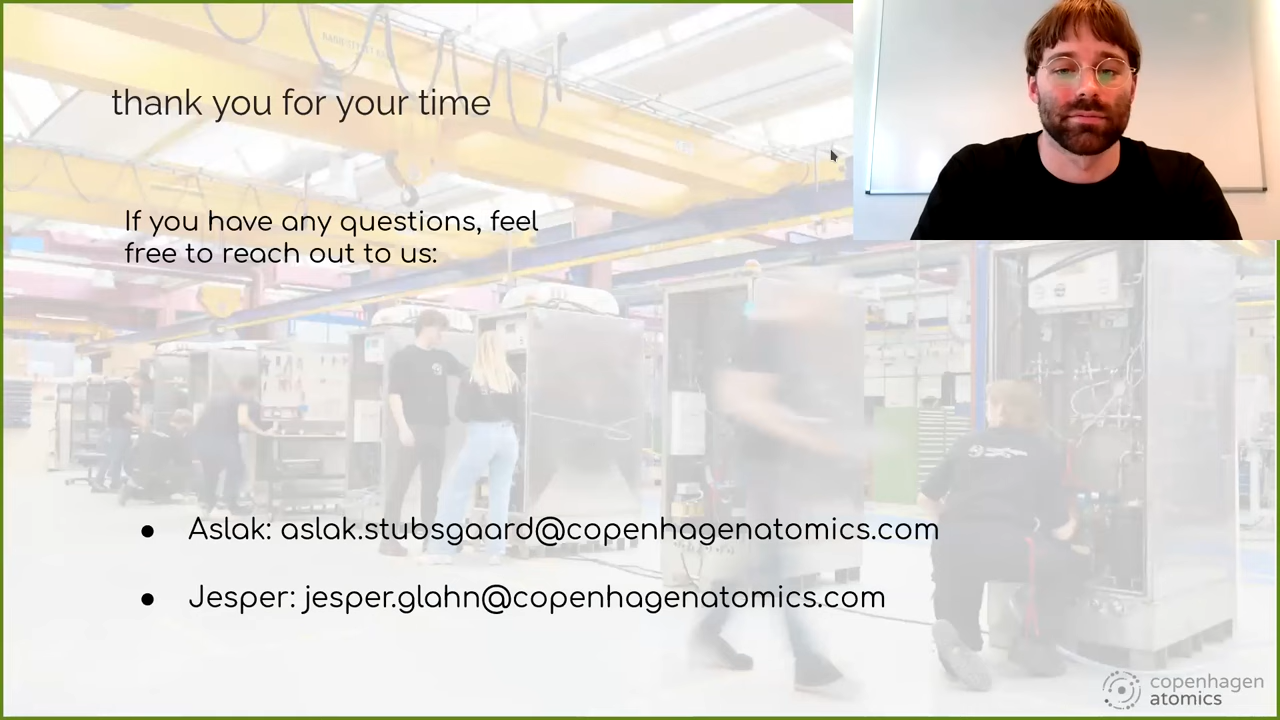 thank you for your time
If you have any questions, feel
free to reach out to us:
● Aslak: aslak.stubsgaard@copenhagenatomics.com
● Jesper: jesper.glahn@copenhagenatomics.com
copenhagen
atomics